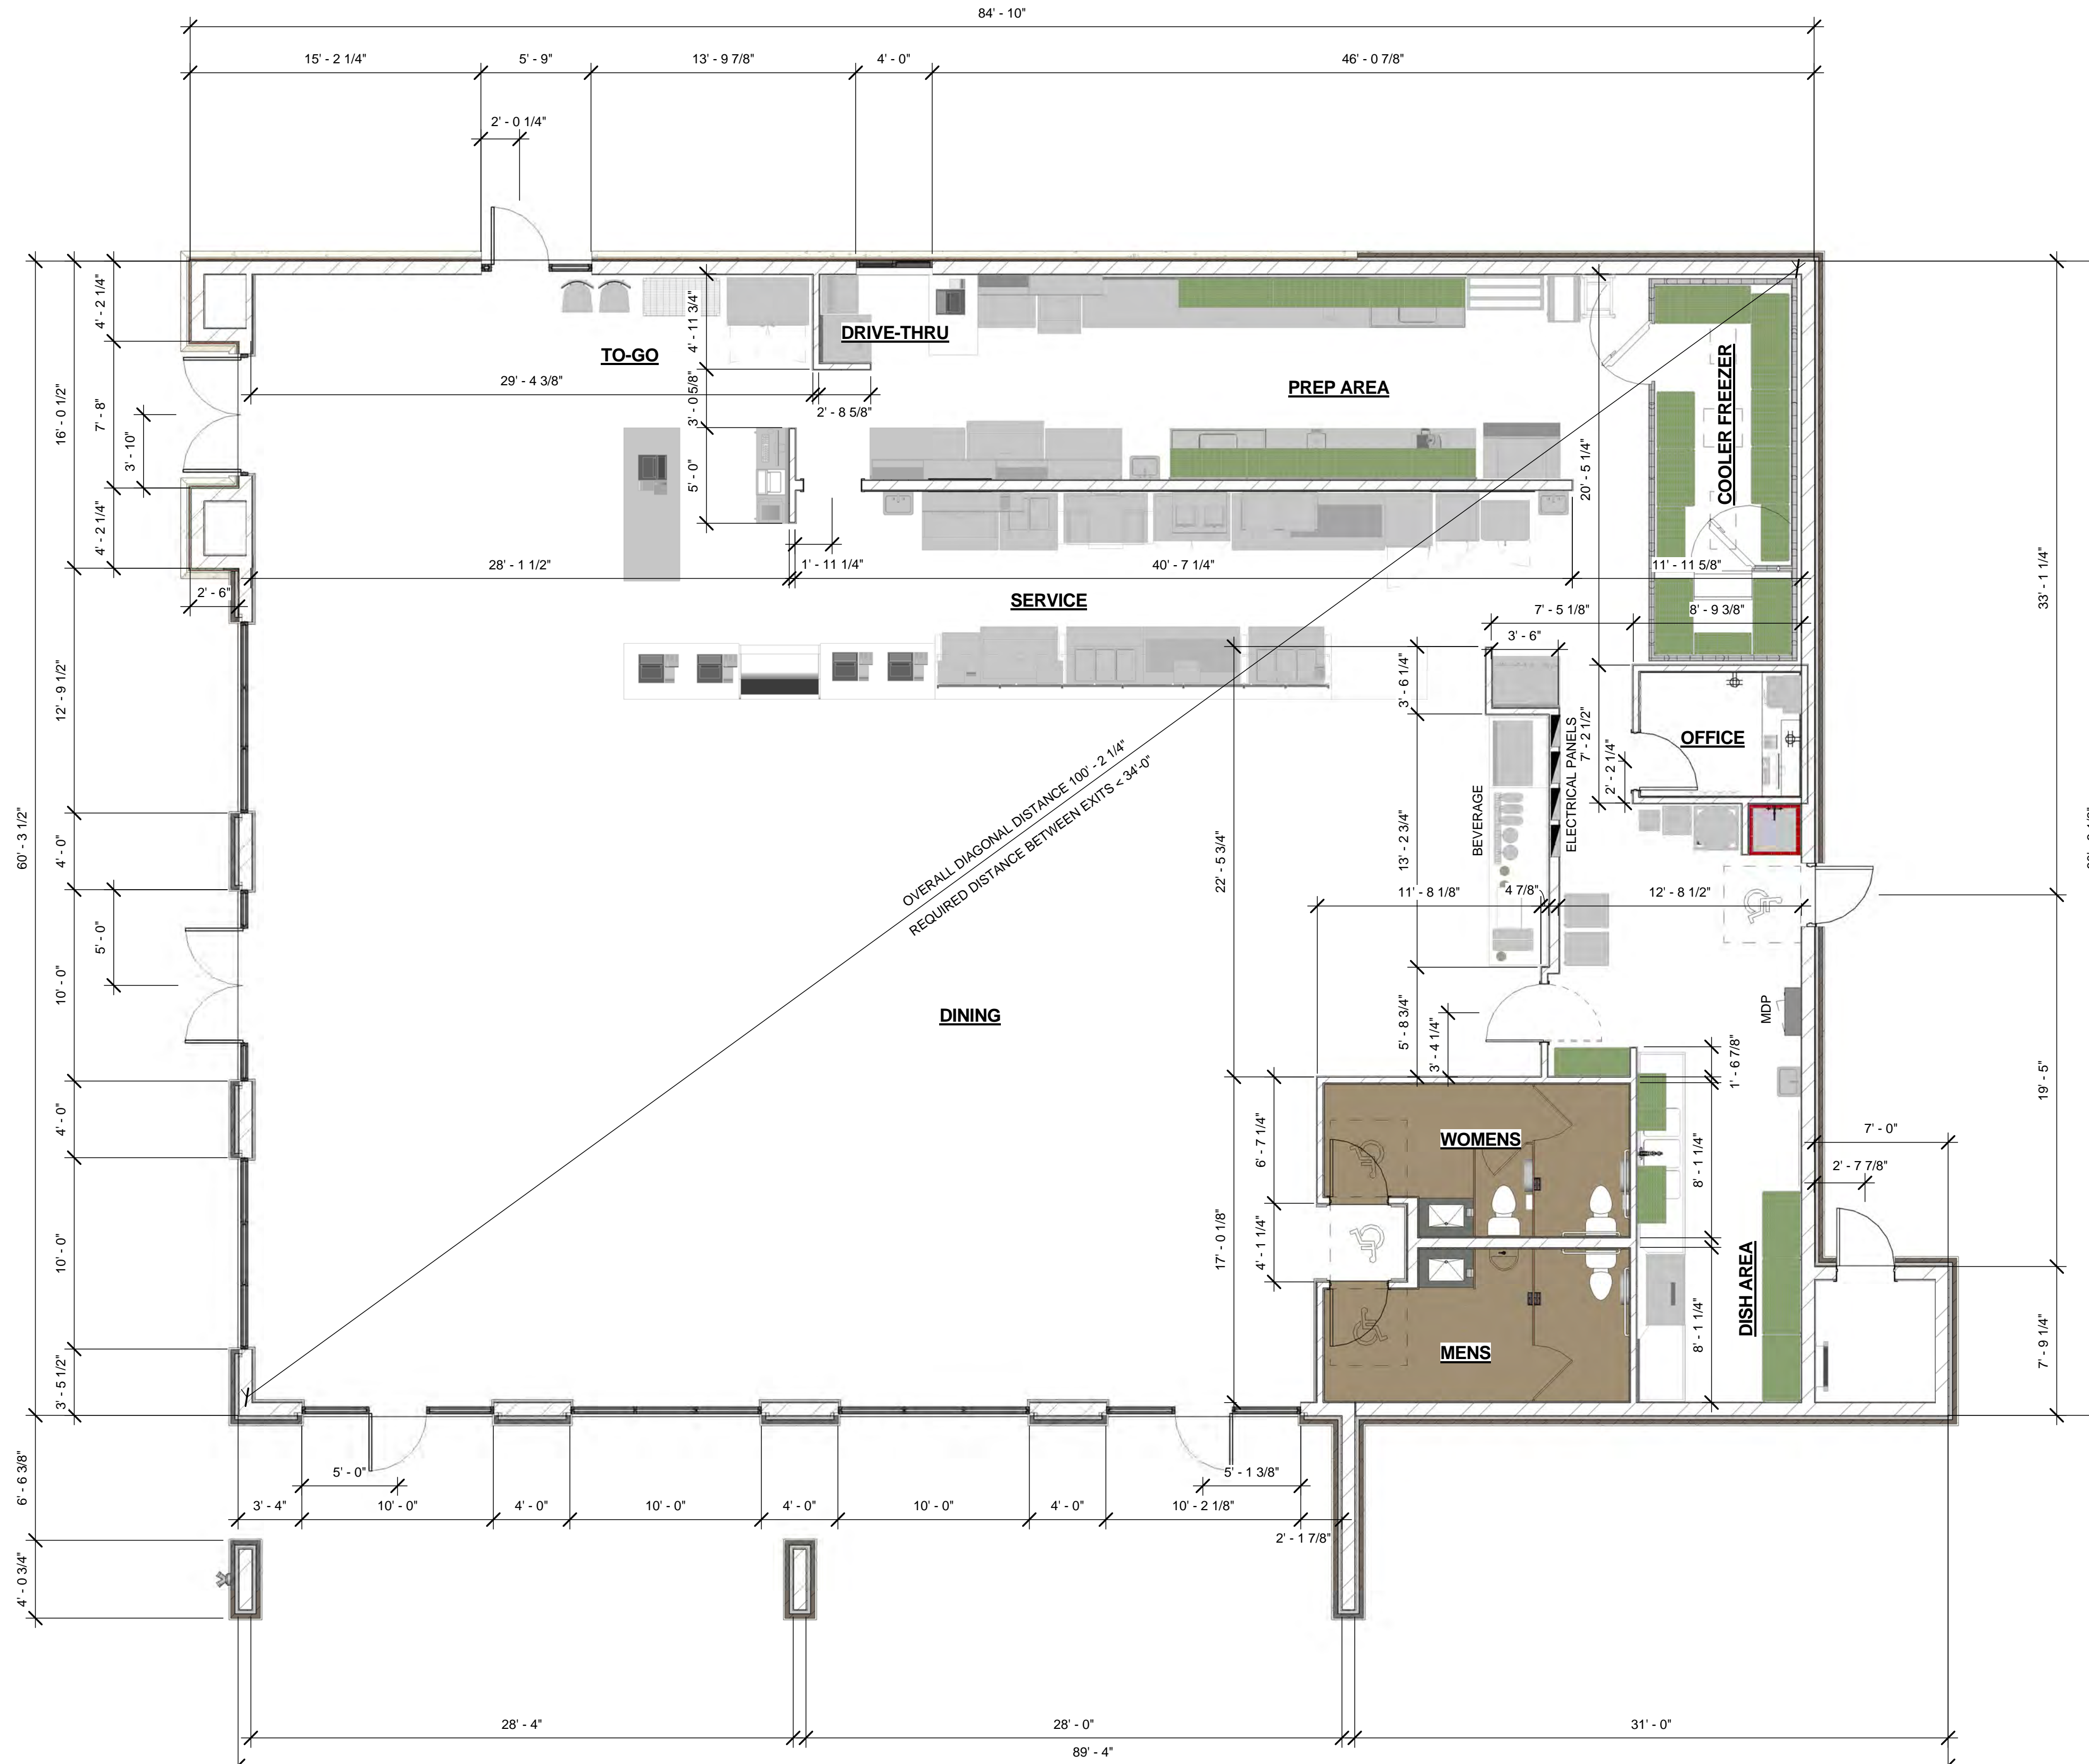 84' - 10"
15' - 2 1/4"
5' - 9"
13' - 9 7/8"
4' - 0"
46' - 0 7/8"
2' - 0 1/4"
4' - 2 1/4"
16' - 0 1/2"
7' - 8"
3' - 10"
4' - 2 1/4"
2' - 6"
TO-GO
29' - 4 3/8"
4' - 11 3/4"
3' - 0 5/8"
5' - 0"
DRIVE-THRU
2' - 8 5/8"
PREP AREA
COOLER FREEZER
20' - 5 1/4"
33' - 1 1/4"
28' - 1 1/2"
1' - 11 1/4"
40' - 7 1/4"
11' - 11 5/8"
SERVICE
7' - 5 1/8"
8' - 9 3/8"
3' - 6"
3' - 6 1/4"
12' - 9 1/2"
60' - 3 1/2"
4' - 0"
5' - 0"
10' - 0"
4' - 0"
10' - 0"
3' - 5 1/2"
OVERALL DIAGONAL DISTANCE 100' - 2 1/4"
REQUIRED DISTANCE BETWEEN EXITS < 34'-0"
22' - 5 3/4"
13' - 2 3/4"
BEVERAGE
ELECTRICAL PANELS
7' - 2 1/2"
2' - 2 1/4"
OFFICE
11' - 8 1/8"
4 7/8"
12' - 8 1/2"
DINING
5' - 8 3/4"
3' - 4 1/4"
MDP
1' - 6 7/8"
19' - 5"
7' - 0"
2' - 7 7/8"
6' - 7 1/4"
WOMENS
8' - 1 1/4"
17' - 0 1/8"
4' - 1 1/4"
MENS
8' - 1 1/4"
DISH AREA
7' - 9 1/4"
6' - 6 3/8"
4' - 0 3/4"
5' - 0"
5' - 1 3/8"
3' - 4"
10' - 0"
4' - 0"
10' - 0"
4' - 0"
10' - 0"
4' - 0"
10' - 2 1/8"
2' - 1 7/8"
28' - 4"
28' - 0"
31' - 0"
89' - 4"